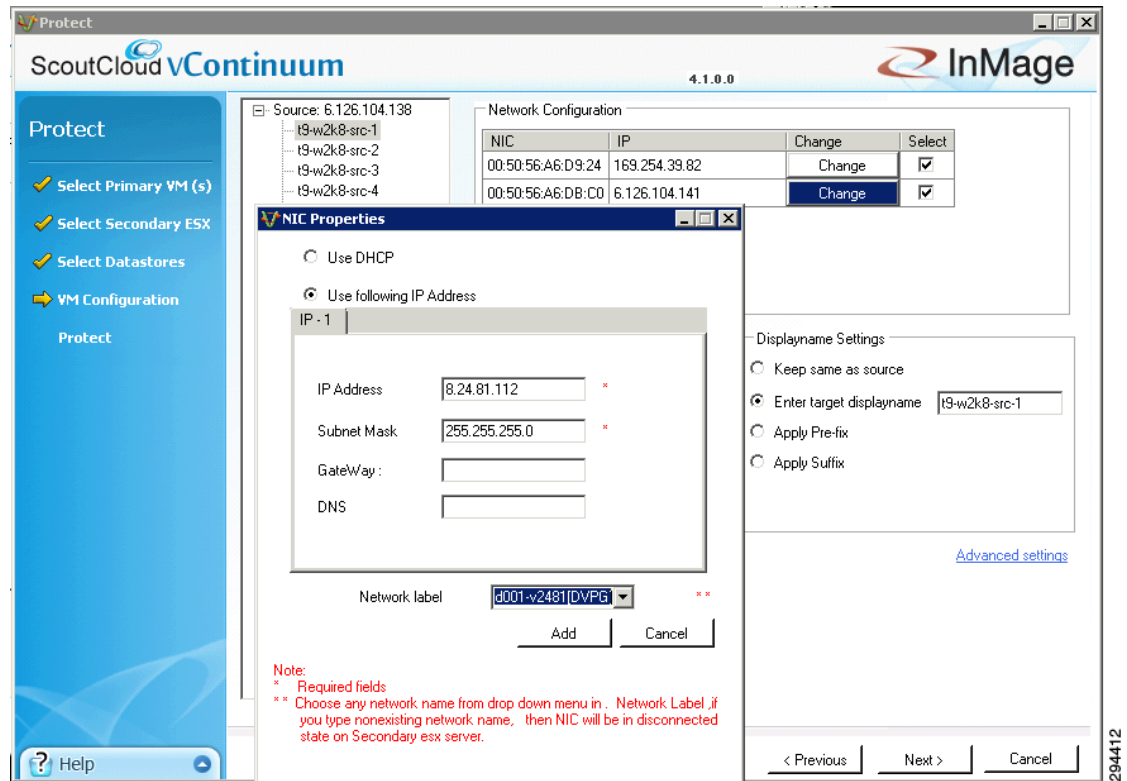 Protect
ScoutCloud vContinuum
4.1.0.0
InMage
Protect
Select Primary VM (s)
Select Secondary ESX
Select Datastores
VM Configuration
Protect
Help
Source: 6.126.104.138
t9-w2k8-src-1
t9-w2k8-src-2
t9-w2k8-src-3
t9-w2k8-src-4
Network Configuration
NIC IP Change Select
00:50:56:A6:D9:24 169.254.39.82 Change
00:50:56:A6:DB:C0 6.126.104.141 Change
NIC Properties
Use DHCP
Use following IP Address
IP - 1
IP Address 8.24.81.112 *
Subnet Mask 255.255.255.0 *
GateWay :
DNS
Network label d001-v2481[DVPG * *
Add Cancel
Note:
* Required fields
* * Choose any network name from drop down menu in . Network Label ,if
you type nonexisting network name, then NIC will be in disconnected
state on Secondary esx server.
Displayname Settings
Keep same as source
Enter target displayname t9-w2k8-src-1
Apply Pre-fix
Apply Suffix
Advanced settings
< Previous Next > Cancel
294412